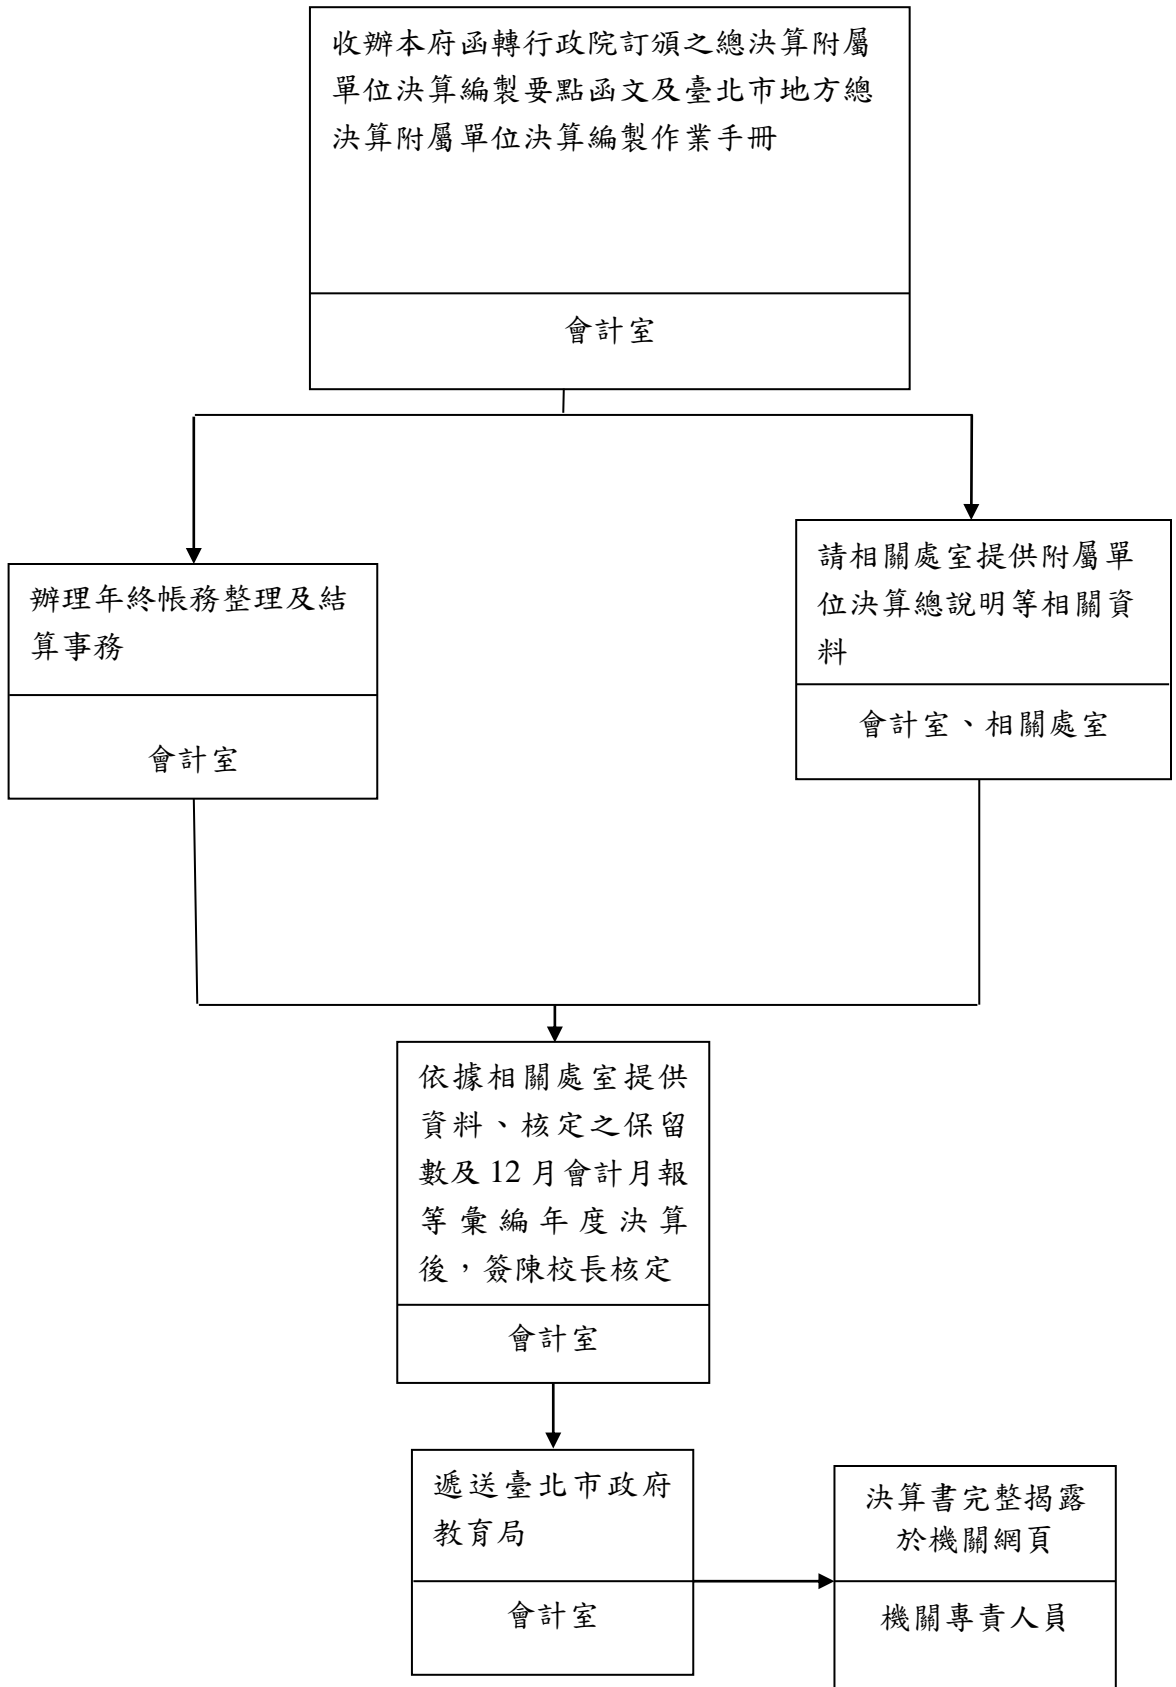 收辦本府函轉行政院訂頒之總決算附屬
單位決算編製要點函文及臺北市地方總
決算附屬單位決算編製作業手冊
會計室
辦理年終帳務整理及結
算事務
會計室
請相關處室提供附屬單
位決算總說明等相關資
料
會計室、相關處室
依據相關處室提供
資料、核定之保留
數及 12 月會計月報
等彙編年度決算
後，簽陳校長核定
會計室
遞送臺北市政府
教育局
會計室
決算書完整揭露
於機關網頁
機關專責人員